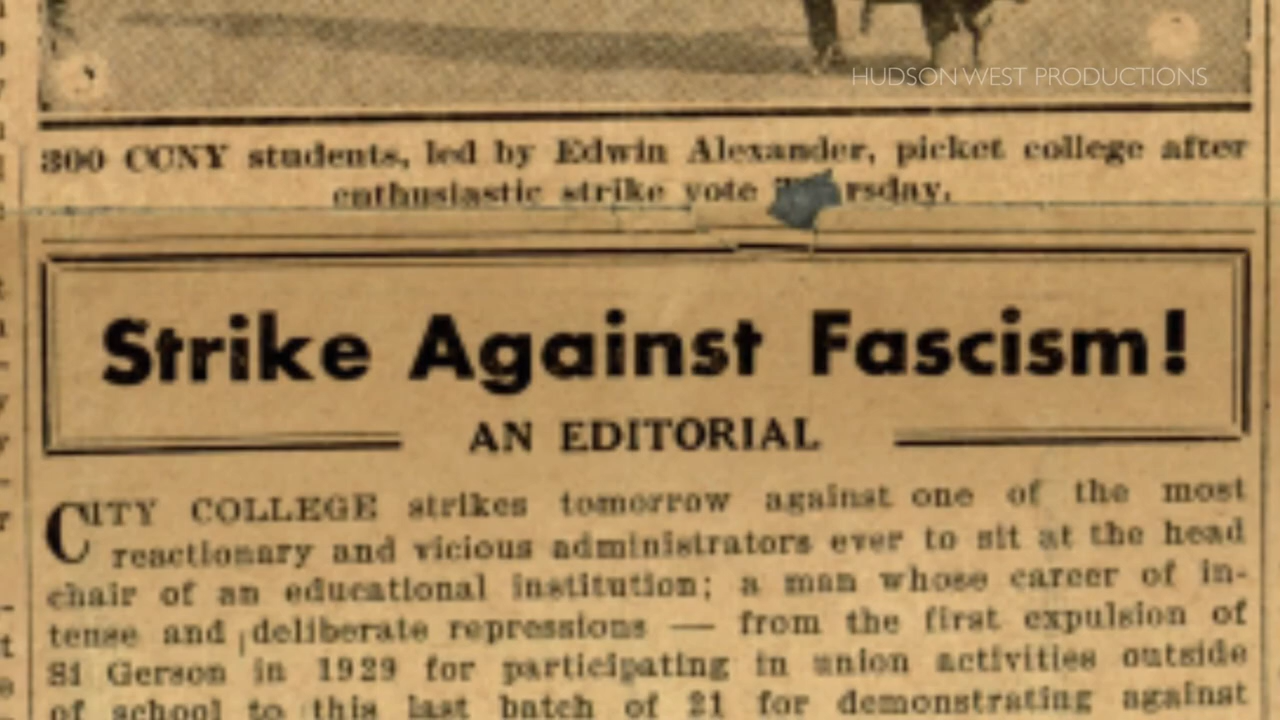 HUDSON WEST PRODUCTIONS
300 CCNY students, led by Edwin Alexander, picket college after
enthusiastic strike vote rsday.
Strike Against Fascism!
AN EDITORIAL
CITY COLLEGE strikes tomorrow against one of the most
reactionary and vicious administrators ever to sit at the head
chair of an educational institution; a man whose career of in-
tense and deliberate repressions — from the first expulsion of
Si Gerson in 1929 for participating in union activities outside
of school to this last batch of 21 for demonstrating against